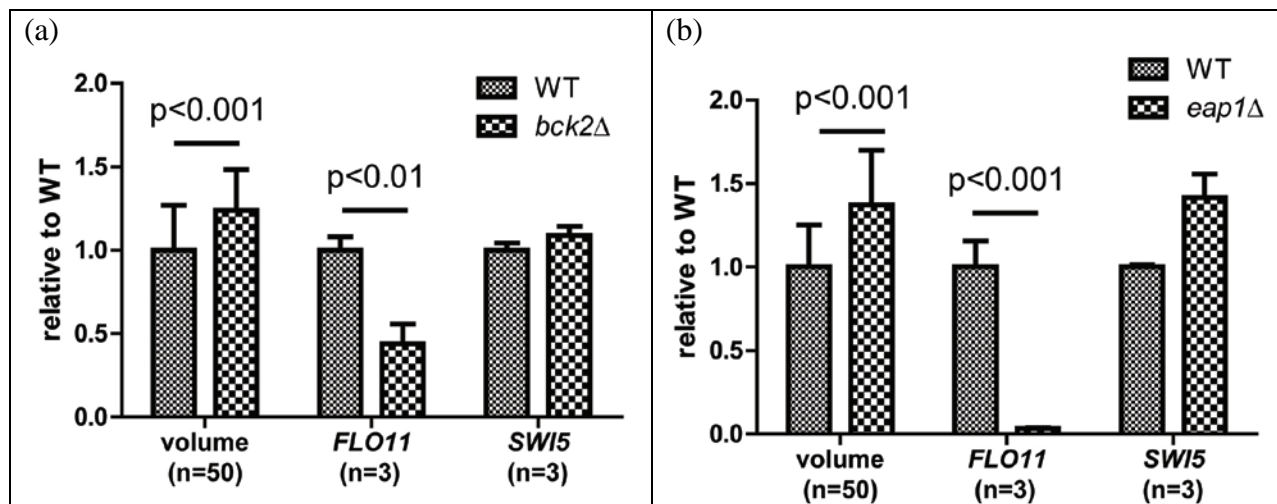 (a)
2.0
1.5
1.0
0.5
0.0
relative to WT
p<0.001
p<0.01
WT
bck2Δ
volume
(n=50)
FLO11
(n=3)
SWI5
(n=3)
(b)
2.0
1.5
1.0
0.5
0.0
relative to WT
p<0.001
p<0.001
WT
eap1Δ
volume
(n=50)
FLO11
(n=3)
SWI5
(n=3)